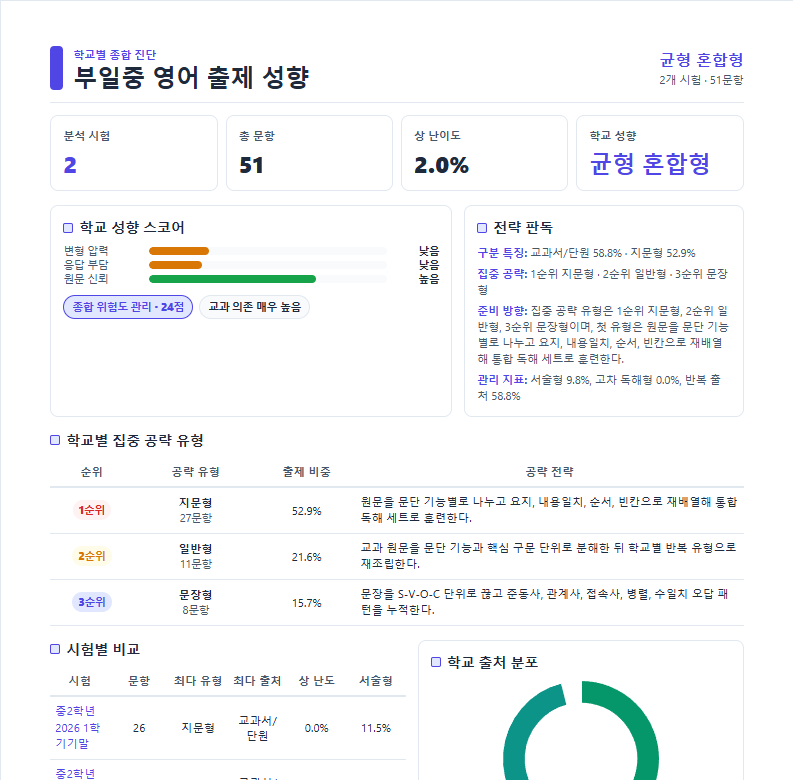 학교별 종합 진단
부일중 영어 출제 성향
균형 혼합형
2개 시험 · 51문항
분석 시험
2
총 문항
51
상 난이도
2.0%
학교 성향
균형 혼합형
학교 성향 스코어
변형 압력 낮음
응답 부담 낮음
원문 신뢰 높음
종합 위험도 관리 · 24점
교과 의존 매우 높음
전략 판독
구분 특징: 교과서/단원 58.8% · 지문형 52.9%
집중 공략: 1순위 지문형 · 2순위 일반형 · 3순위 문장
형
준비 방향: 집중 공략 유형은 1순위 지문형, 2순위 일
반형, 3순위 문장형이며, 첫 유형은 원문을 문단 기능
별로 나누고 요지, 내용일치, 순서, 빈칸으로 재배열
해 통합 독해 세트로 훈련한다.
관리 지표: 서술형 9.8%, 고차 독해형 0.0%, 반복 출
처 58.8%
학교별 집중 공략 유형
순위 공략 유형 출제 비중 공략 전략
1순위
지문형
27문항
52.9%
원문을 문단 기능별로 나누고 요지, 내용일치, 순서, 빈칸으로 재배열해 통합
독해 세트로 훈련한다.
2순위
일반형
11문항
21.6%
교과 원문을 문단 기능과 핵심 구문 단위로 분해한 뒤 학교별 반복 유형으로
재조립한다.
3순위
문장형
8문항
15.7%
문장을 S-V-O-C 단위로 끊고 준동사, 관계사, 접속사, 병렬, 수일치 오답 패
턴을 누적한다.
시험별 비교
시험 문항 최다 유형 최다 출처 상 난도 서술형
중2학년
2026 1학
기기말
26
지문형
교과서/
단원
0.0%
11.5%
중2학년
학교 출처 분포